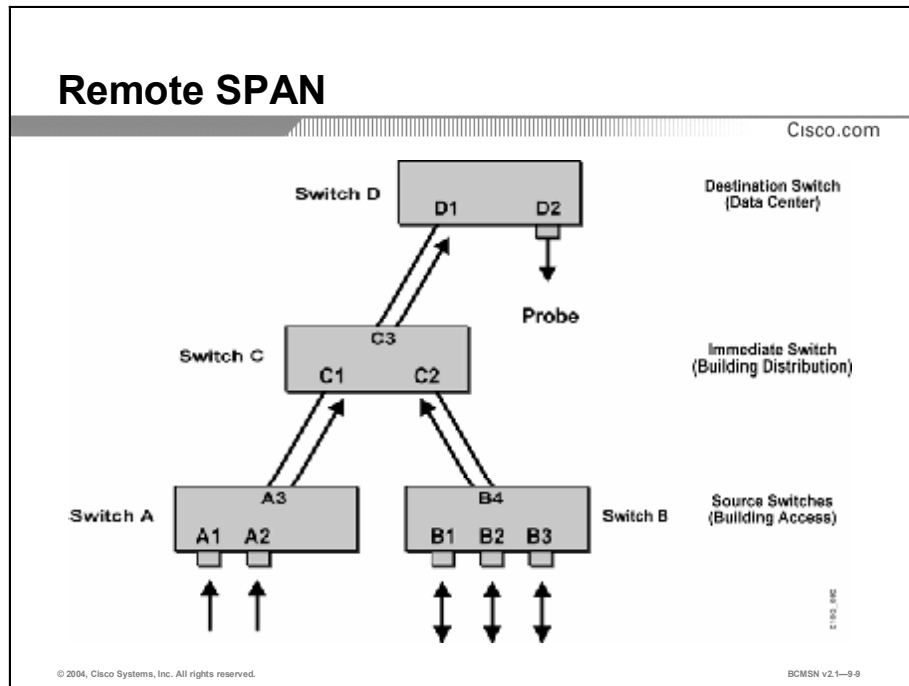 Remote SPAN
Cisco.com
Switch D
D1 D2
Destination Switch
(Data Center)
Probe
Switch C
C3
C1 C2
Immediate Switch
(Building Distribution)
Switch A
A3
A1 A2
B4
B1 B2 B3
Switch B
Source Switches
(Building Access)
© 2004, Cisco Systems, Inc. All rights reserved.
BCMSN v2.1—9-9